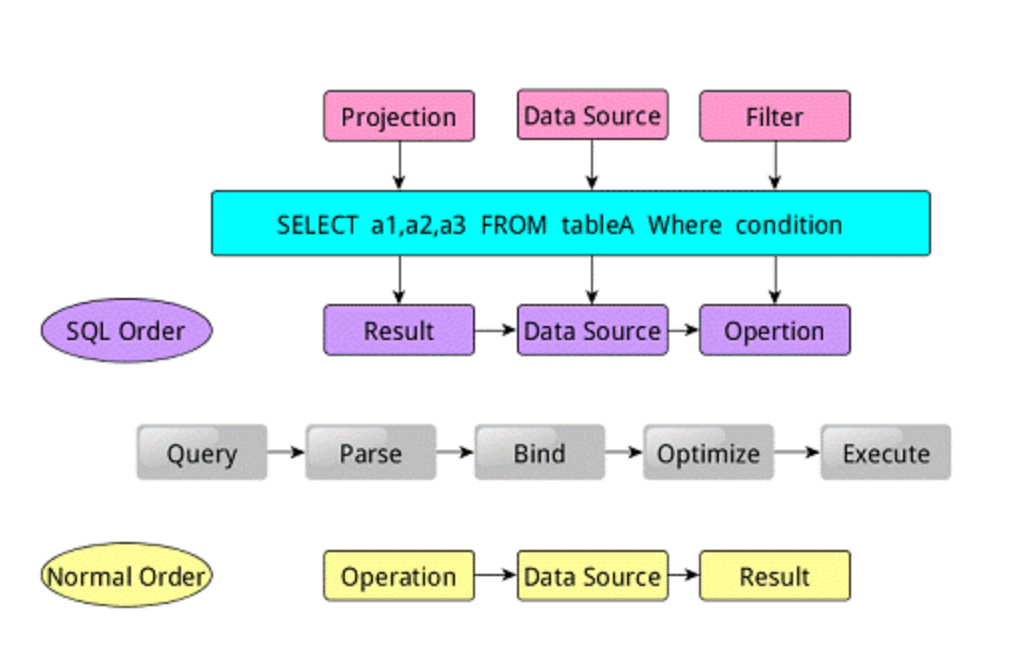 Projection
Data Source
Filter
SELECT a1,a2,a3 FROM tableA Where condition
SQL Order
Result
Data Source
Opertion
Query
Parse
Bind
Optimize
Execute
Normal Order
Operation
Data Source
Result